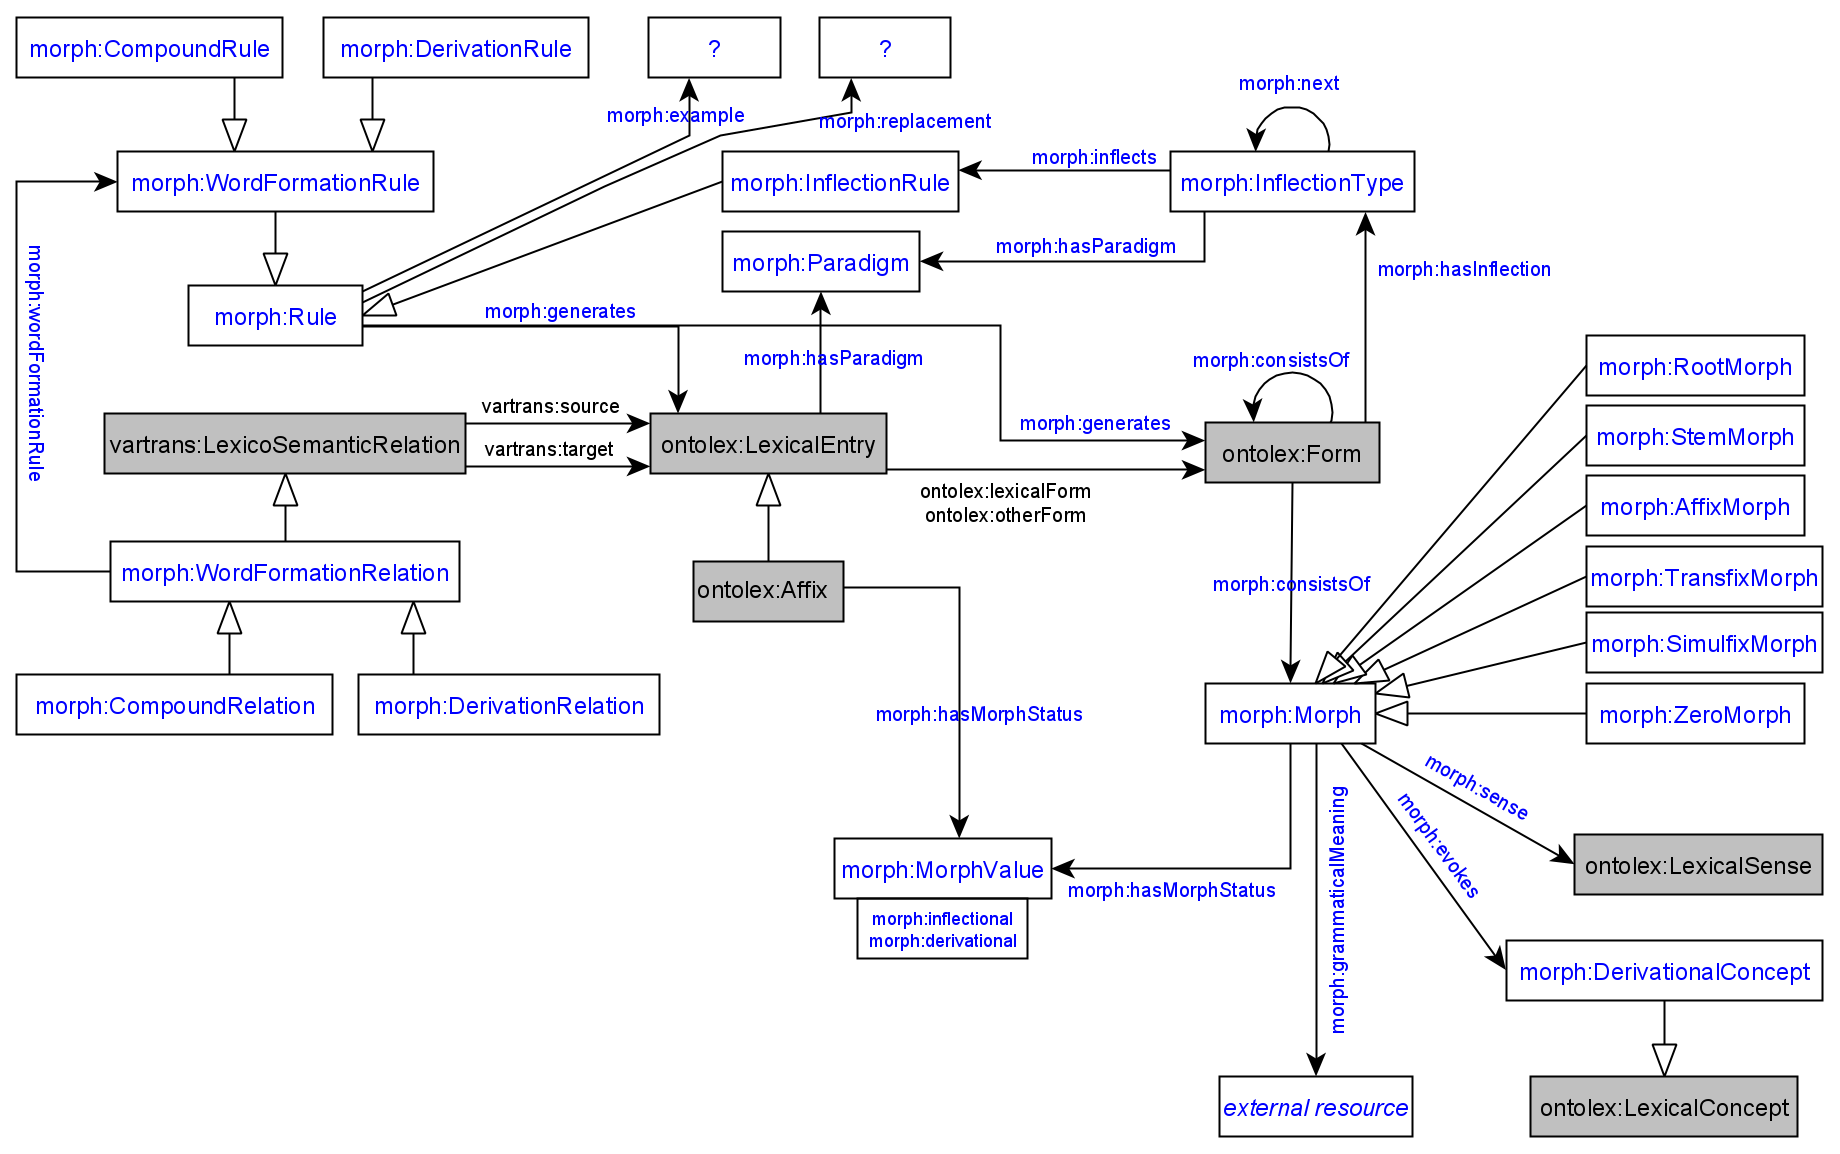 morph:CompoundRule
morph:DerivationRule
?
?
morph:next
morph:example
morph:replacement
morph:WordFormationRule
morph:InflectionRule
morph:inflects
morph:InflectionType
morph:Paradigm
morph:hasParadigm
morph:hasInflection
morph:wordFormationRule
morph:Rule
morph:generates
morph:hasParadigm
morph:consistsOf
morph:RootMorph
vartrans:LexicoSemanticRelation
vartrans:source
vartrans:target
ontolex:LexicalEntry
morph:generates
ontolex:Form
morph:StemMorph
ontolex:lexicalForm
ontolex:otherForm
morph:AffixMorph
morph:WordFormationRelation
ontolex:Affix
morph:consistsOf
morph:TransfixMorph
morph:SimulfixMorph
morph:CompoundRelation
morph:DerivationRelation
morph:hasMorphStatus
morph:Morph
morph:ZeroMorph
morph:sense
morph:evokes
morph:grammaticalMeaning
morph:MorphValue
morph:hasMorphStatus
morph:inflectional
morph:derivational
ontolex:LexicalSense
morph:DerivationalConcept
external resource
ontolex:LexicalConcept